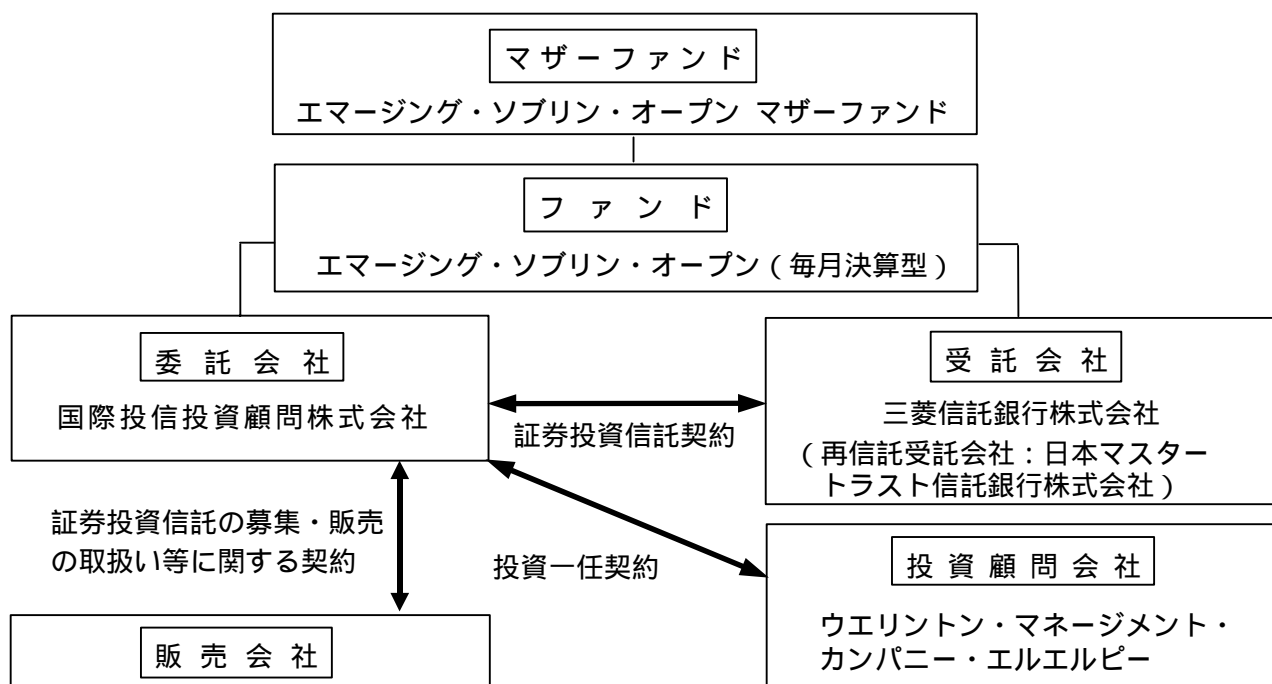 マザーファンド
エマージング・ソブリン・オープン マザーファンド
ファンド
エマージング・ソブリン・オープン（毎月決算型）
委託会社
国際投信投資顧問株式会社
受託会社
三菱信託銀行株式会社
（再信託受託会社：日本マスター
トラスト信託銀行株式会社）
証券投資信託契約
証券投資信託の募集・販売
の取扱い等に関する契約
投資一任契約
投資顧問会社
ウエリントン・マネージメント・
カンパニー・エルエルピー
販売会社